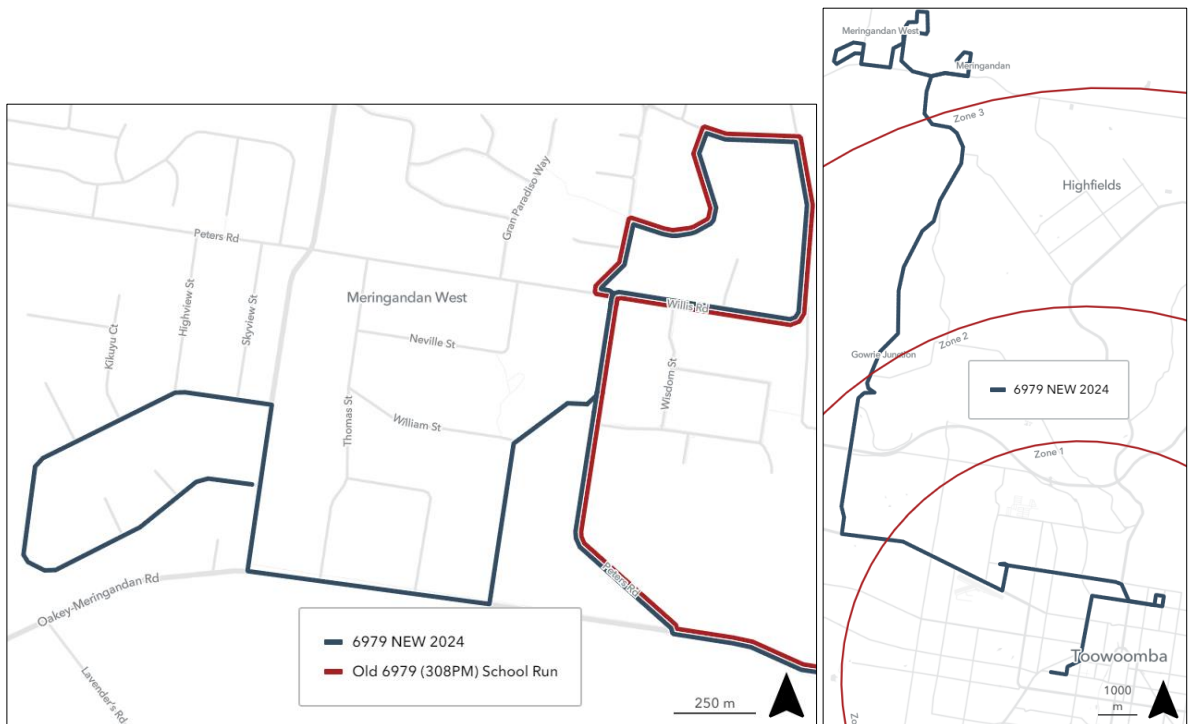 Peters Rd
Gran Paradiso Way
Highview St
Skyview St
Kikuyu Ct
Meringandan West
Neville St
Thomas St
William St
Willis Rd
Wisdom St
Peters Rd
Oakey-Meringandan Rd
Lavender's Rd
6979 NEW 2024
Old 6979 (308PM) School Run
250 m
Meringandan West
Meringandan
Zone 3
Highfields
Zone 2
Gowrie Junction
6979 NEW 2024
Zone 1
Toowoomba
1000
m